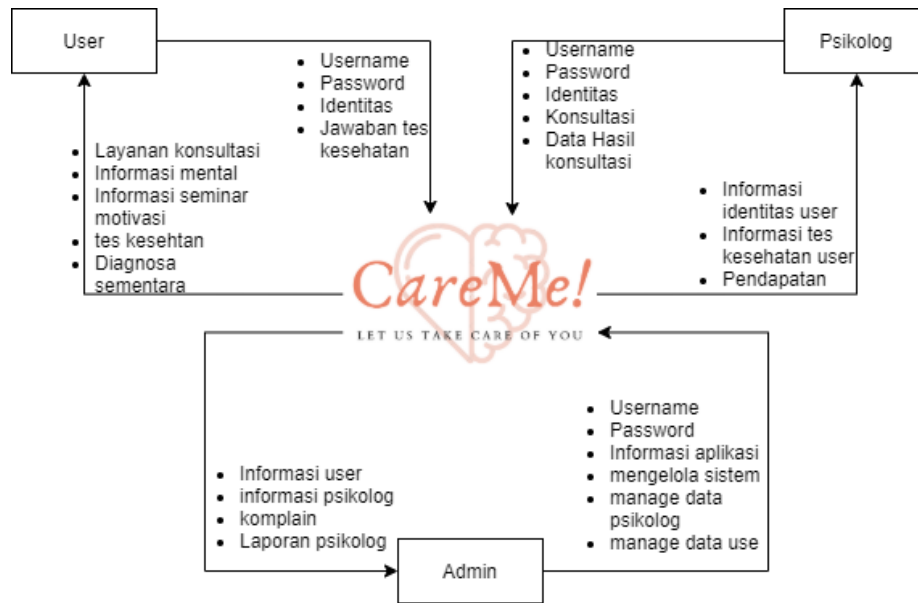 User
Psikolog
• Username
• Password
• Identitas
• Jawaban tes
kesehatan
• Username
• Password
• Identitas
• Konsultasi
• Data Hasil
konsultasi
• Layanan konsultasi
• Informasi mental
• Informasi seminar
motivasi
• tes kesehtan
• Diagnosa
sementara
• Informasi
identitas user
• Informasi tes
kesehatan user
• Pendapatan
CareMe!
LET US TAKE CARE OF YOU
• Informasi user
• informasi psikolog
• komplain
• Laporan psikolog
• Username
• Password
• Informasi aplikasi
• mengelola sistem
• manage data
psikolog
• manage data use
Admin